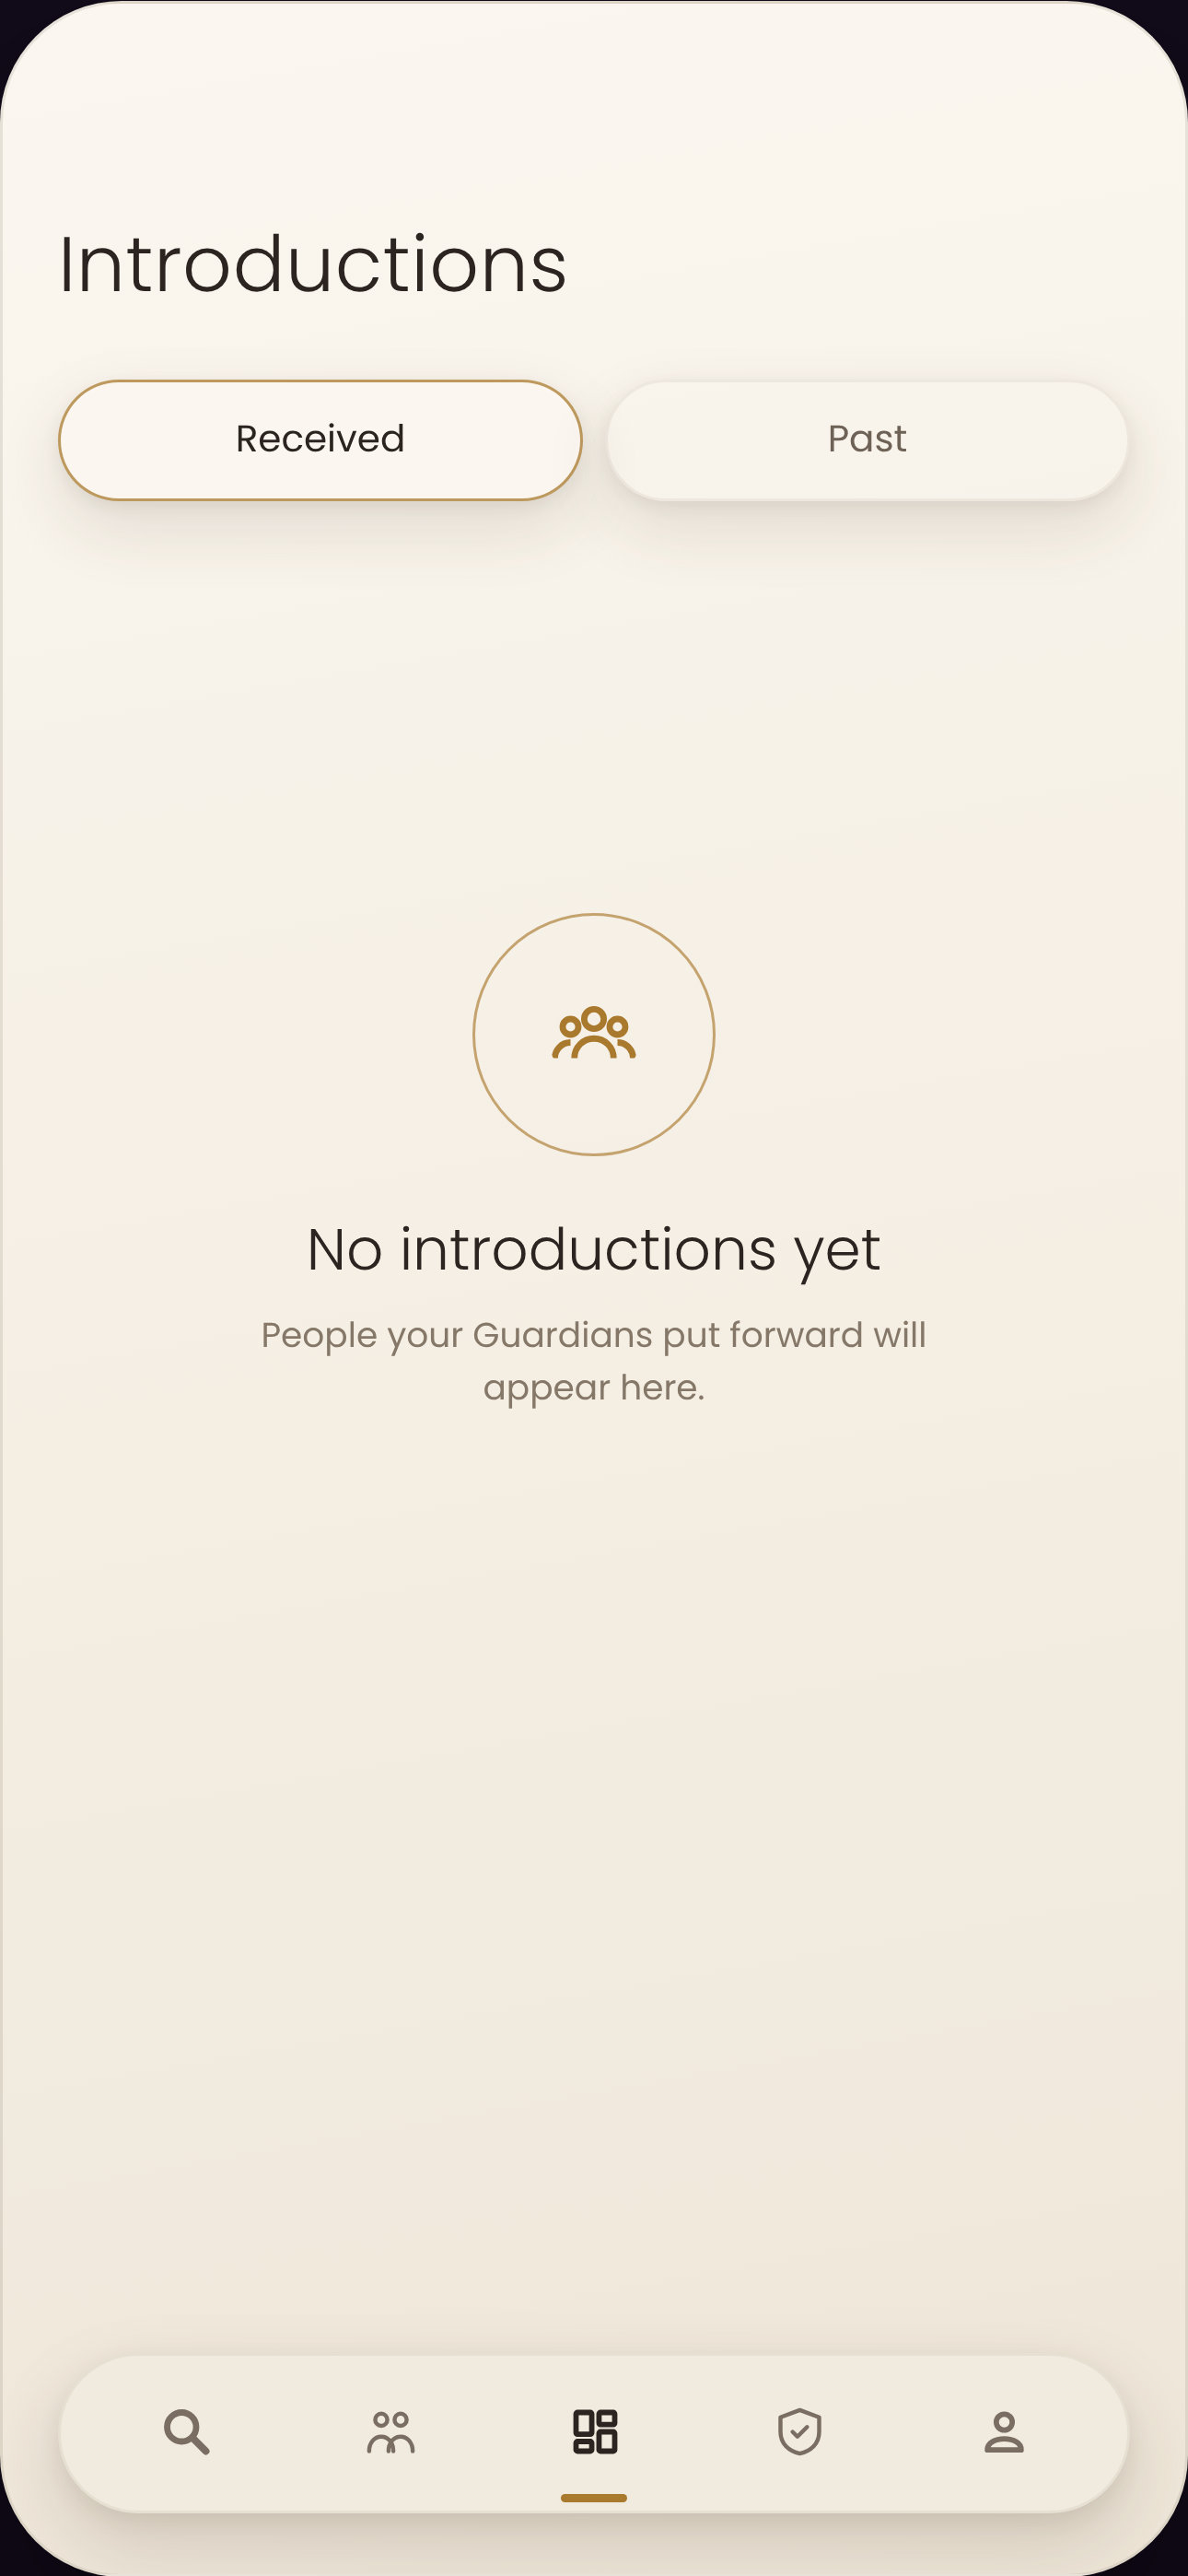 Introductions
Received
Past
No introductions yet
People your Guardians put forward will
appear here.